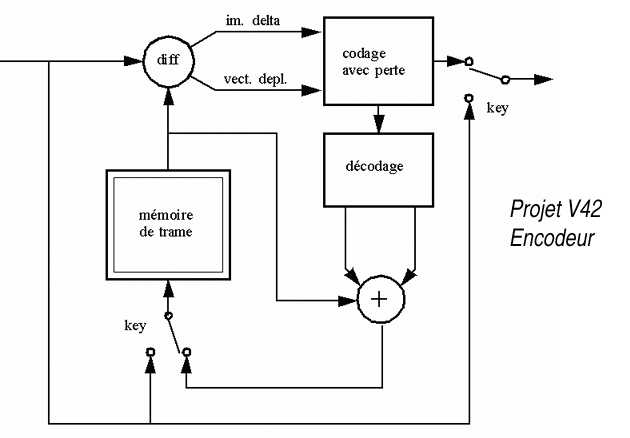 im. delta
diff
codage
avec perte
vect. depl.
key
décodage
mémoire
de trame
Projet V42
Encodeur
+
key